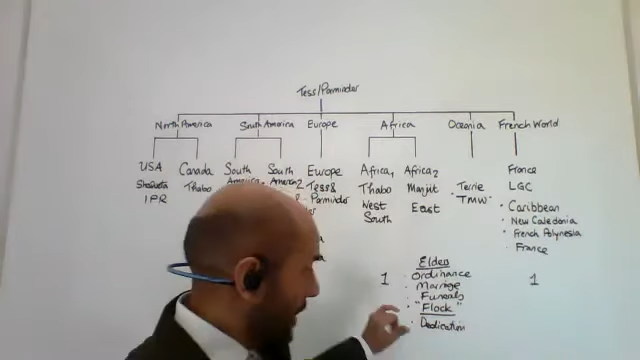 Tess/Parminder
North America South America Europe Africa Oceania French World
USA Canada South South Europe Africa1 Africa2 France
America America2
Thabo Tess& Thabo Manjit Terrie LGC
IPR Parminder West East TMW • Caribbean
South • New Caledonia
• French Polynesia
• France
Elder
1 • Ordinance 1
• Marriage
• Funerals
• "Flock"
• Dedication